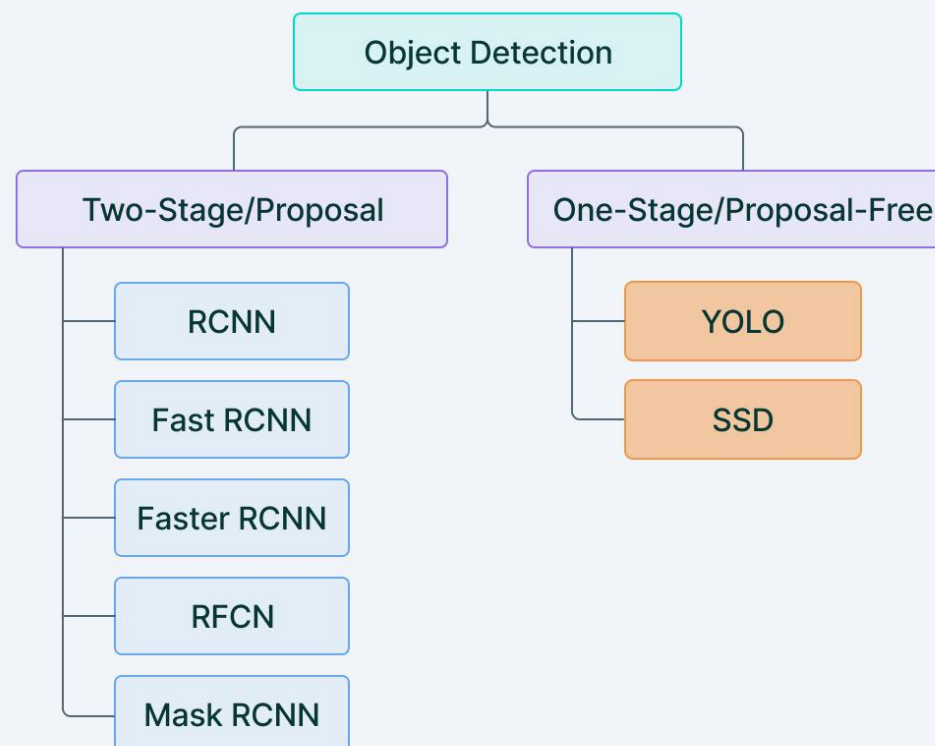 Object Detection
Two-Stage/Proposal
One-Stage/Proposal-Free
RCNN
YOLO
Fast RCNN
SSD
Faster RCNN
RFCN
Mask RCNN